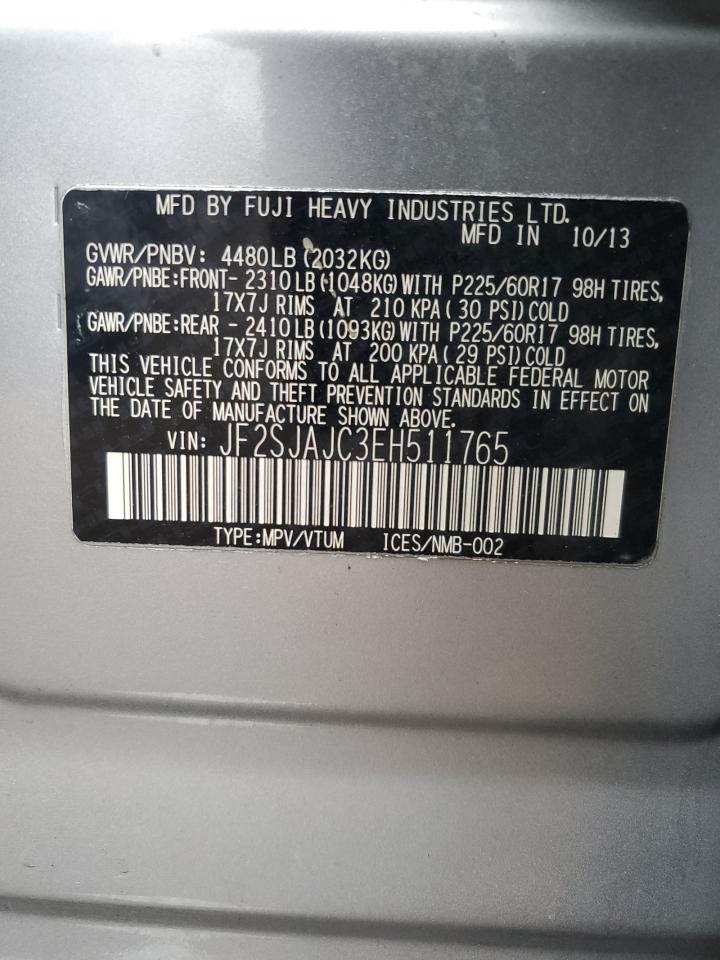 MFD BY FUJI HEAVY INDUSTRIES LTD.
MFD IN 10/13
GVWR/PNBV: 4480LB (2032KG)
GAWR/PNBE:FRONT- 2310LB(1048KG)WITH P225/60R17 98H TIRES,
17X7J RIMS AT 210 KPA( 30 PSI)COLD
GAWR/PNBE:REAR - 2410LB(1093KG)WITH P225/60R17 98H TIRES,
17X7J RIMS AT 200 KPA( 29 PSI)COLD
THIS VEHICLE CONFORMS TO ALL APPLICABLE FEDERAL MOTOR
VEHICLE SAFETY AND THEFT PREVENTION STANDARDS IN EFFECT ON
THE DATE OF MANUFACTURE SHOWN ABOVE.
VIN: JF2SJAJC3EH511765
TYPE:MPV/VTUM ICES/NMB-002